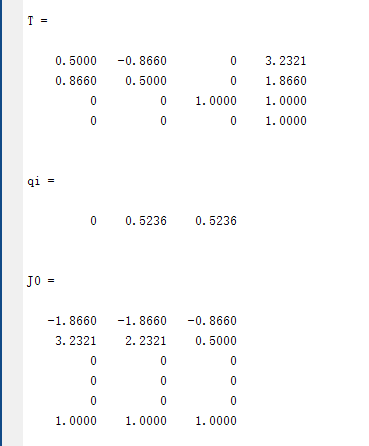 T =
0.5000 -0.8660 0 3.2321
0.8660 0.5000 0 1.8660
0 0 1.0000 1.0000
0 0 0 1.0000
qi =
0 0.5236 0.5236
J0 =
-1.8660 -1.8660 -0.8660
3.2321 2.2321 0.5000
0 0 0
0 0 0
0 0 0
1.0000 1.0000 1.0000